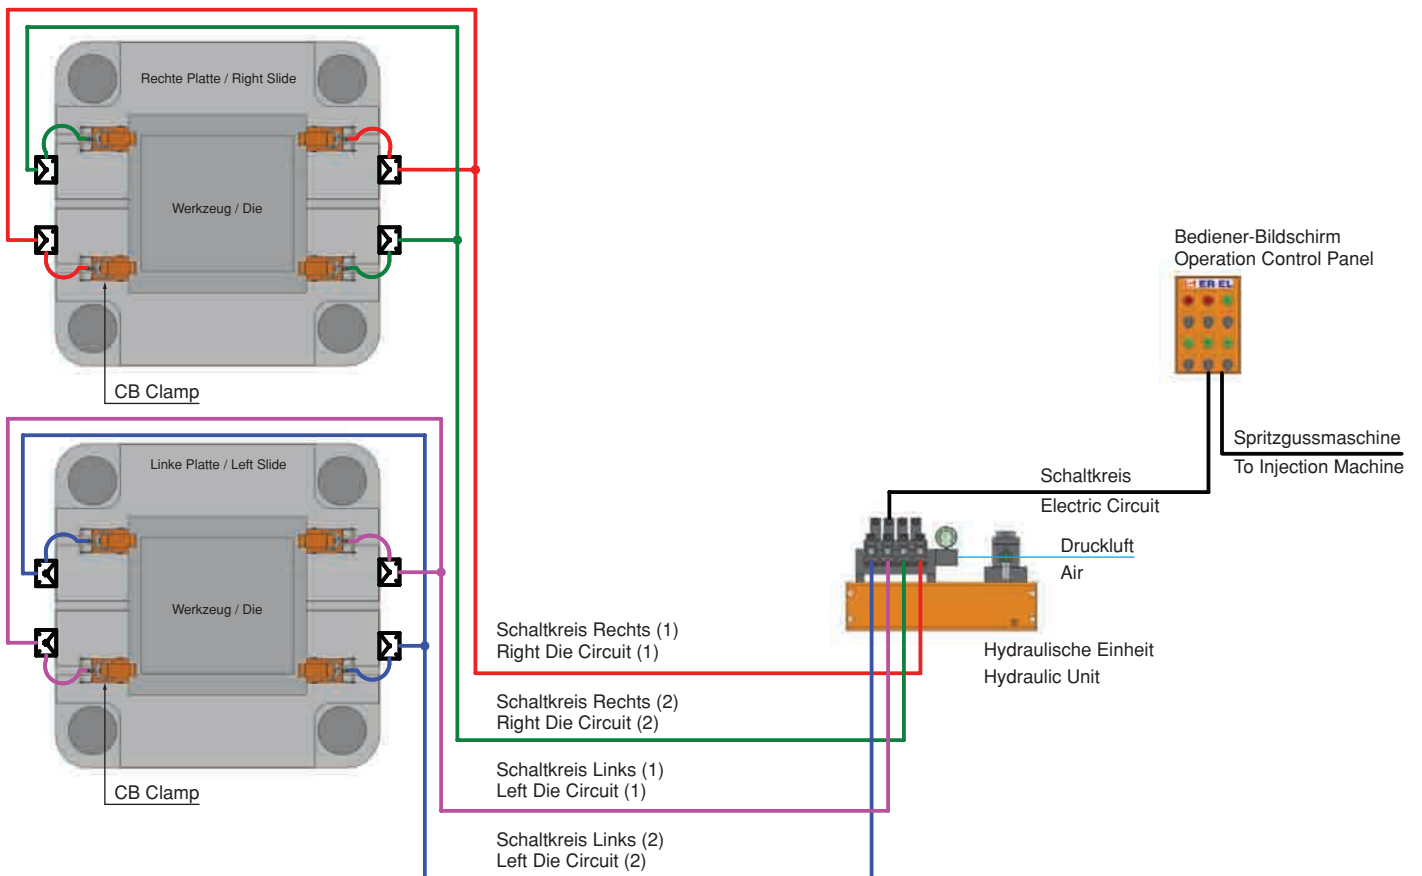 Rechte Platte / Right Slide
Werkzeug / Die
CB Clamp
Linke Platte / Left Slide
Werkzeug / Die
CB Clamp
Schaltkreis Rechts (1)
Right Die Circuit (1)
Schaltkreis Rechts (2)
Right Die Circuit (2)
Schaltkreis Links (1)
Left Die Circuit (1)
Schaltkreis Links (2)
Left Die Circuit (2)
Bediener-Bildschirm
Operation Control Panel
ER-EL
Spritzgussmaschine
To Injection Machine
Schaltkreis
Electric Circuit
Druckluft
Air
Hydraulische Einheit
Hydraulic Unit